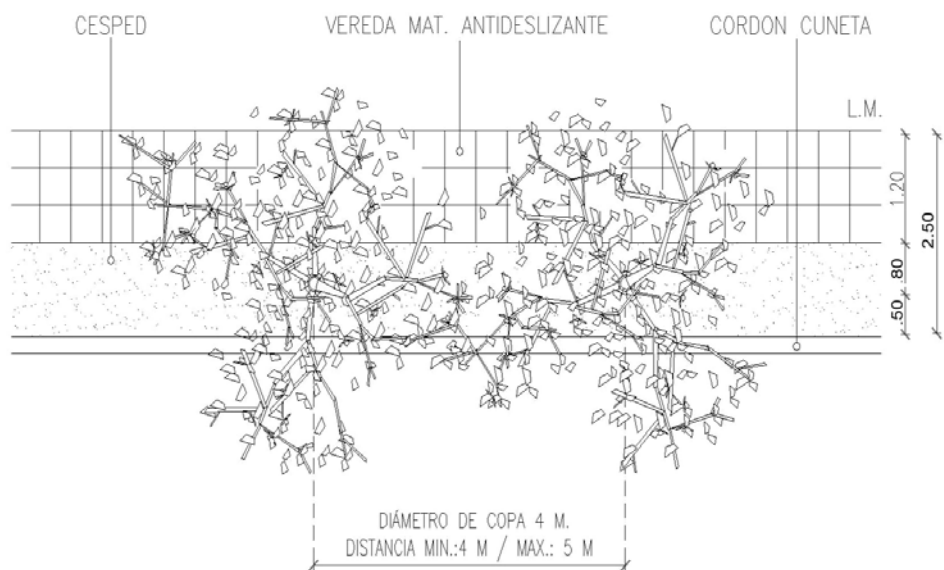 CESPED
VEREDA MAT. ANTIDESLIZANTE
CORDON CUNETA
L.M.
1.20
2.50
.80
.50
DIÁMETRO DE COPA 4 M.
DISTANCIA MIN.:4 M / MAX.: 5 M